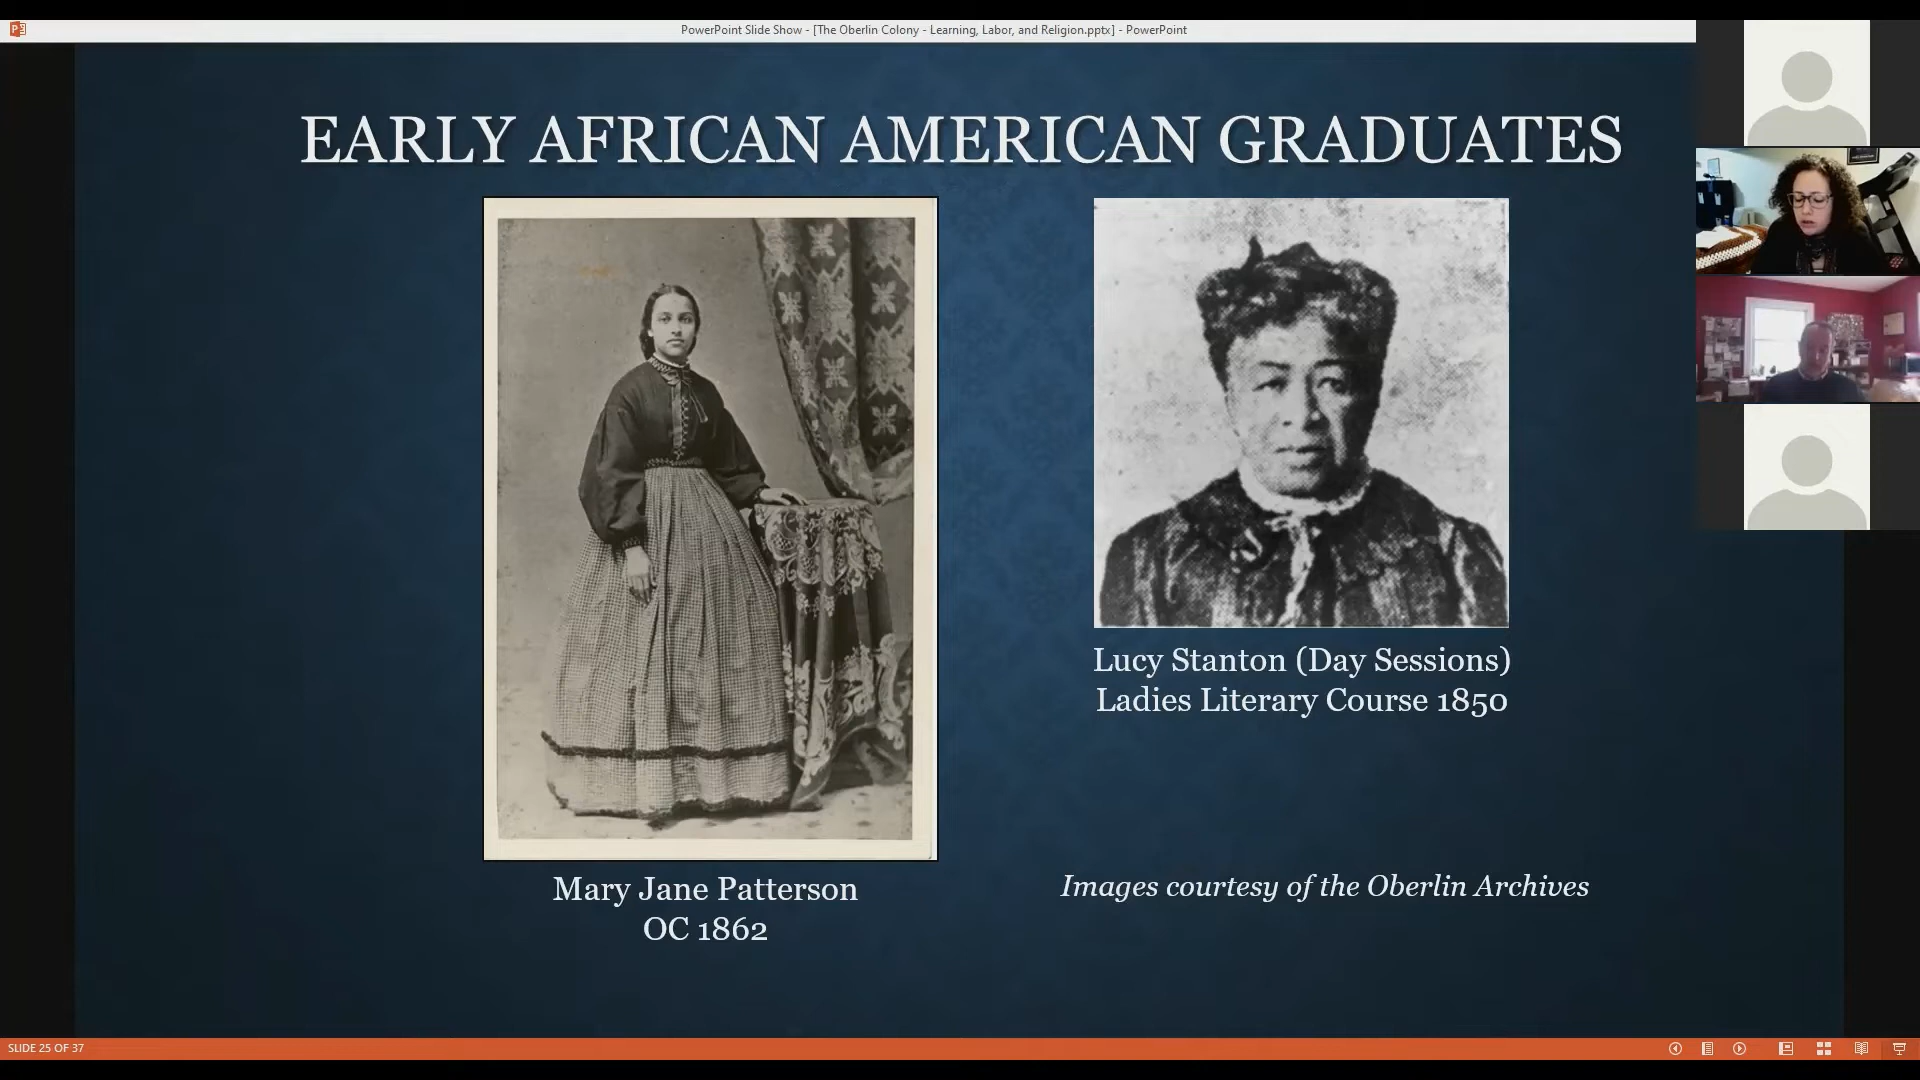 PowerPoint Slide Show - [The Oberlin Colony - Learning, Labor, and Religion.pptx] - PowerPoint
EARLY AFRICAN AMERICAN GRADUATES
Lucy Stanton (Day Sessions)
Ladies Literary Course 1850
Mary Jane Patterson
OC 1862
Images courtesy of the Oberlin Archives
SLIDE 25 OF 37